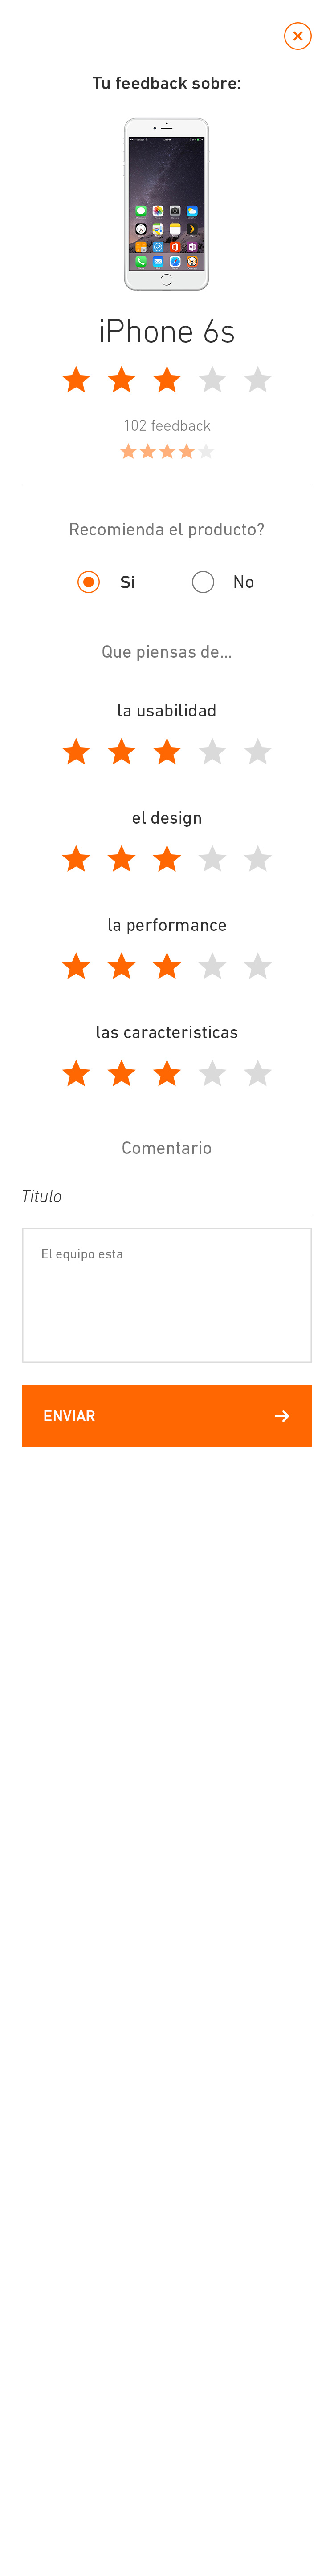 Tu feedback sobre:
iPhone 6s
102 feedback
Recomienda el producto?
Si
No
Que piensas de...
la usabilidad
el design
la performance
las caracteristicas
Comentario
Titulo
El equipo esta
ENVIAR